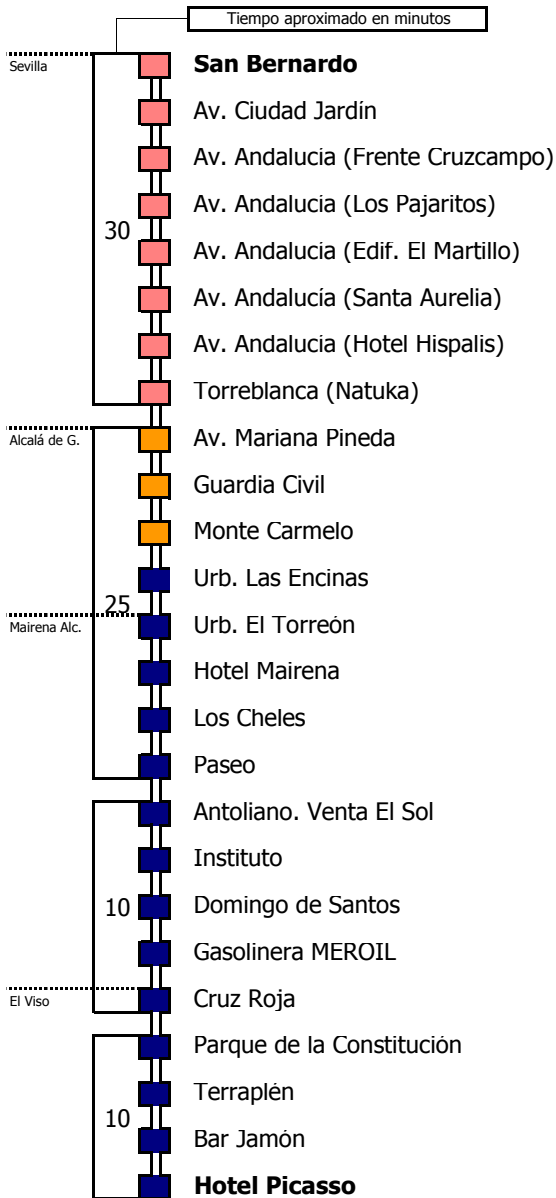 Tiempo aproximado en minutos
Sevilla
San Bernardo
Av. Ciudad Jardín
Av. Andalucia (Frente Cruzcampo)
Av. Andalucia (Los Pajaritos)
30
Av. Andalucia (Edif. El Martillo)
Av. Andalucía (Santa Aurelia)
Av. Andalucia (Hotel Hispalis)
Torreblanca (Natuka)
Alcalá de G.
Av. Mariana Pineda
Guardia Civil
Monte Carmelo
Urb. Las Encinas
25
Mairena Alc.
Urb. El Torreón
Hotel Mairena
Los Cheles
Paseo
Antoliano. Venta El Sol
Instituto
10
Domingo de Santos
Gasolinera MEROIL
El Viso
Cruz Roja
Parque de la Constitución
Terraplén
10
Bar Jamón
Hotel Picasso